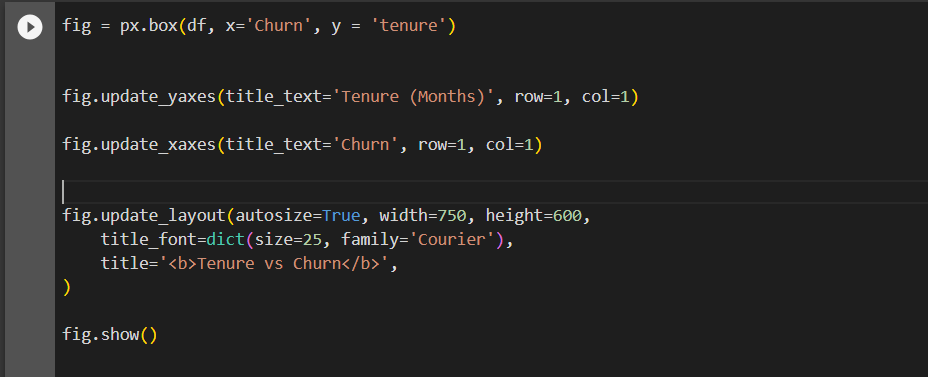 fig = px.box(df, x='Churn', y = 'tenure')
fig.update_yaxes(title_text='Tenure (Months)', row=1, col=1)
fig.update_xaxes(title_text='Churn', row=1, col=1)
fig.update_layout(autosize=True, width=750, height=600,
    title_font=dict(size=25, family='Courier'),
    title='<b>Tenure vs Churn</b>',
)
fig.show()